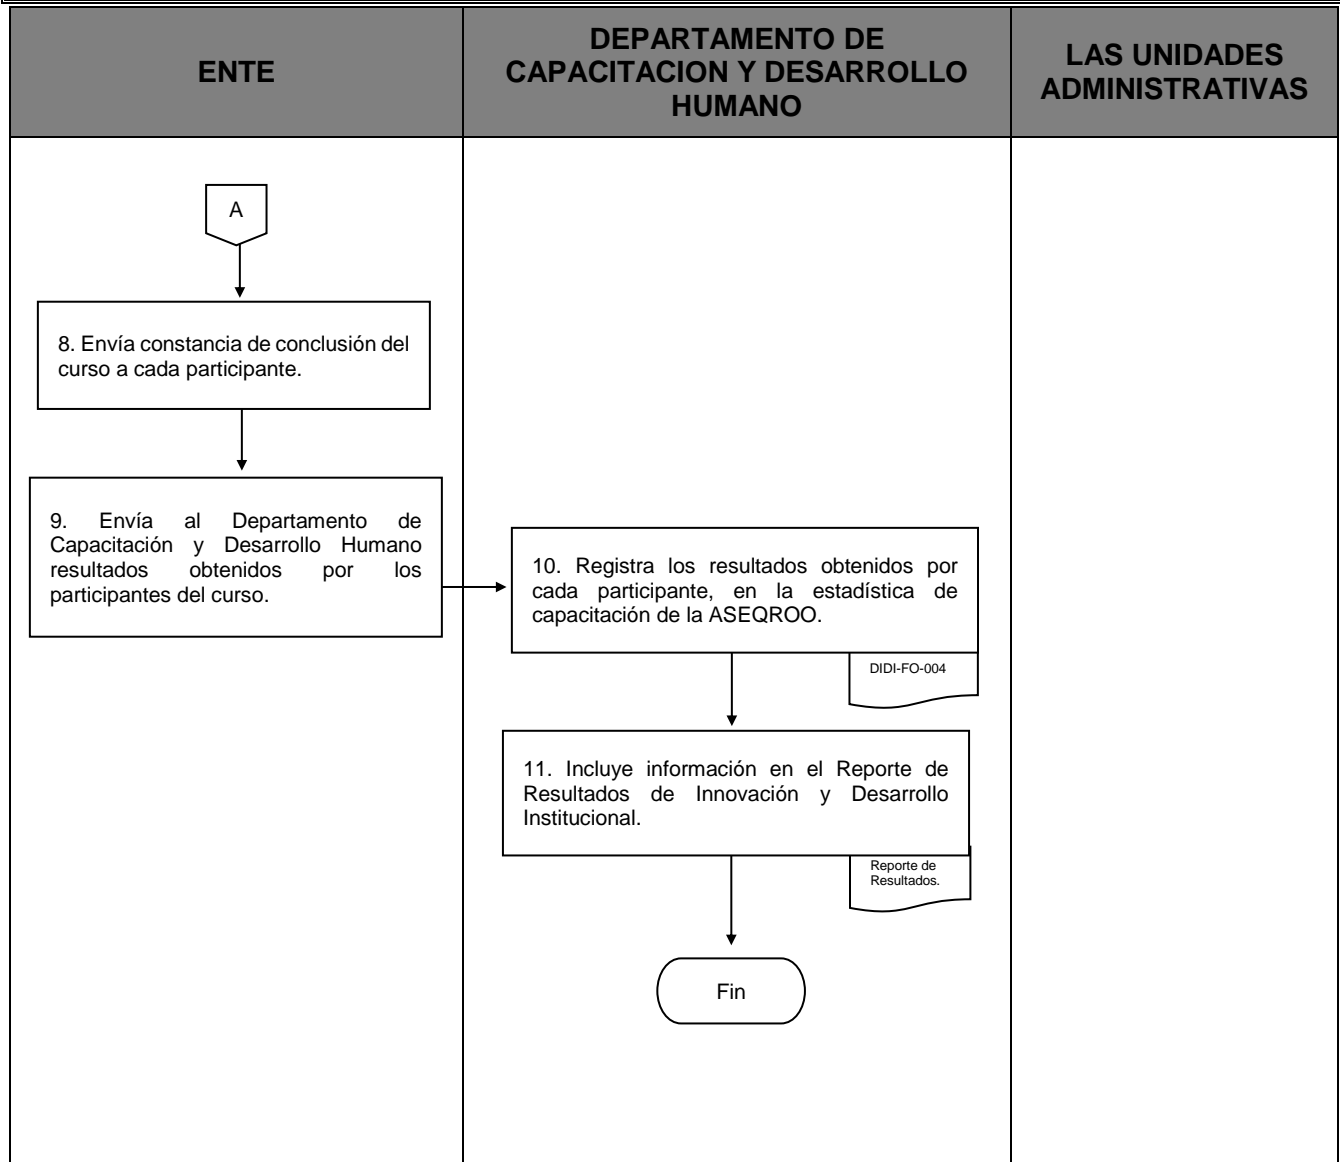 ENTE
DEPARTAMENTO DE
CAPACITACION Y DESARROLLO
HUMANO
LAS UNIDADES
ADMINISTRATIVAS
A
8. Envía constancia de conclusión del
curso a cada participante.
9. Envía al Departamento de
Capacitación y Desarrollo Humano
resultados obtenidos por los
participantes del curso.
10. Registra los resultados obtenidos por
cada participante, en la estadística de
capacitación de la ASEQROO.
DIDI-FO-004
11. Incluye información en el Reporte de
Resultados de Innovación y Desarrollo
Institucional.
Reporte de
Resultados.
Fin